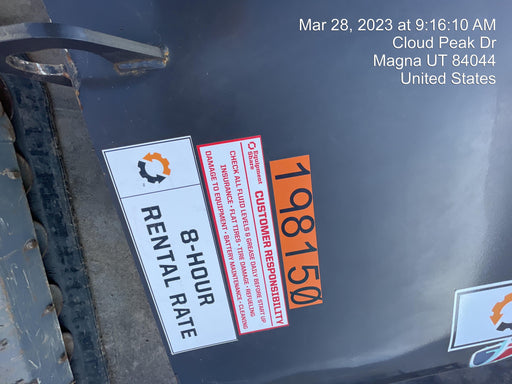 Mar 28, 2023 at 9:16:10 AM
Cloud Peak Dr
Magna UT 84044
United States
198150
Equipment
Share
CUSTOMER RESPONSIBILITY
CHECK ALL FLUID LEVELS & GREASE DAILY BEFORE START UP
INSURANCE • FLAT TIRES • TIRE DAMAGE • REFUELING
DAMAGE TO EQUIPMENT • BATTERY MAINTENANCE • CLEANING
8-HOUR
RENTAL RATE